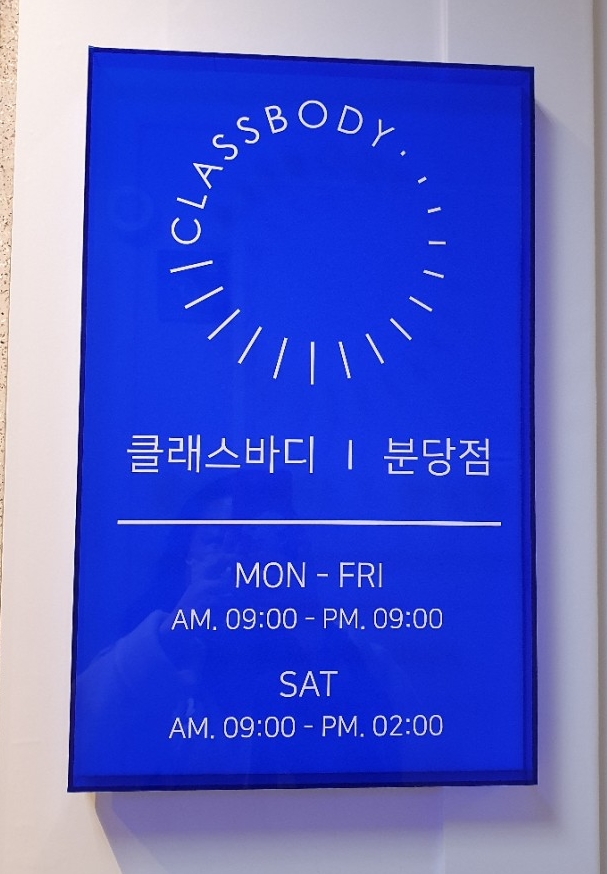 CLASSBODY
클래스바디 | 분당점
MON - FRI
AM. 09:00 - PM. 09:00
SAT
AM. 09:00 - PM. 02:00